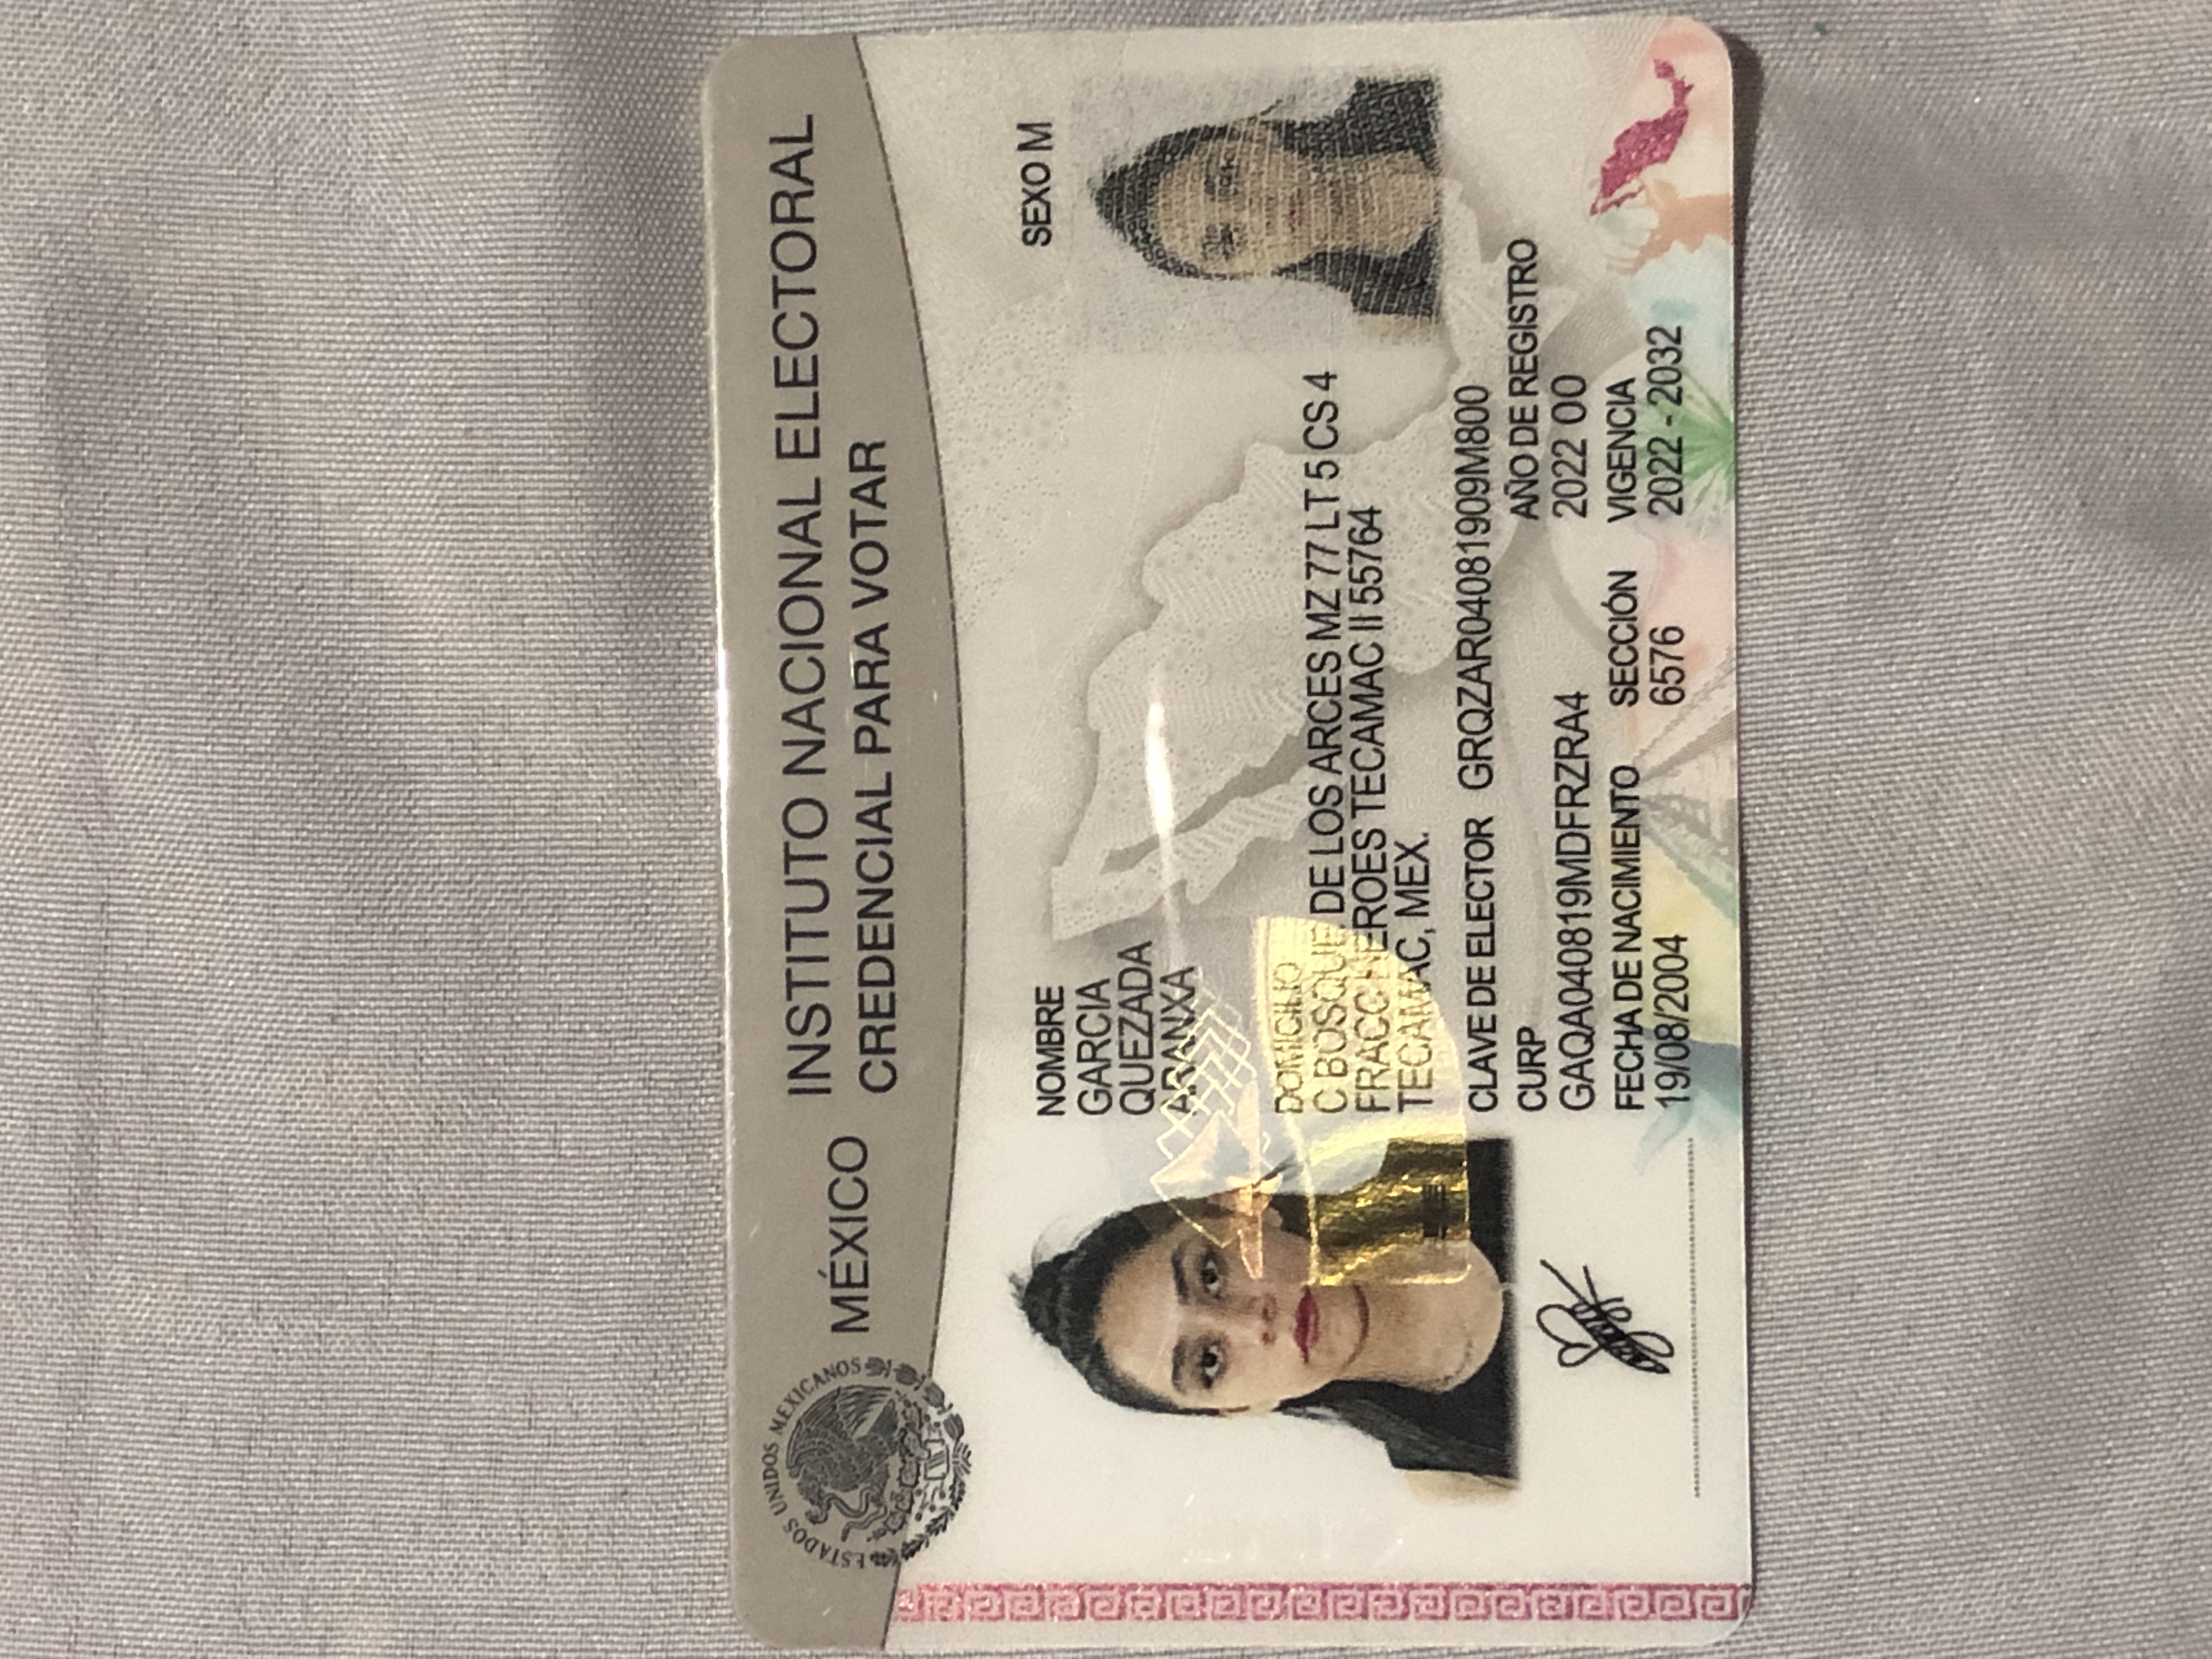 ESTADOS UNIDOS MEXICANOS
MÉXICO INSTITUTO NACIONAL ELECTORAL
CREDENCIAL PARA VOTAR
NOMBRE
GARCIA
QUEZADA
ARANXA
SEXO M
DOMICILIO
C BOSQUE DE LOS ARCES MZ 77 LT 5 CS 4
FRACC HEROES TECAMAC II 55764
TECAMAC, MEX.
CLAVE DE ELECTOR GRQZAR04081909M800
CURP
GAQA040819MDFRZRA4
AÑO DE REGISTRO
2022 00
FECHA DE NACIMIENTO
19/08/2004
SECCIÓN
6576
VIGENCIA
2022 - 2032